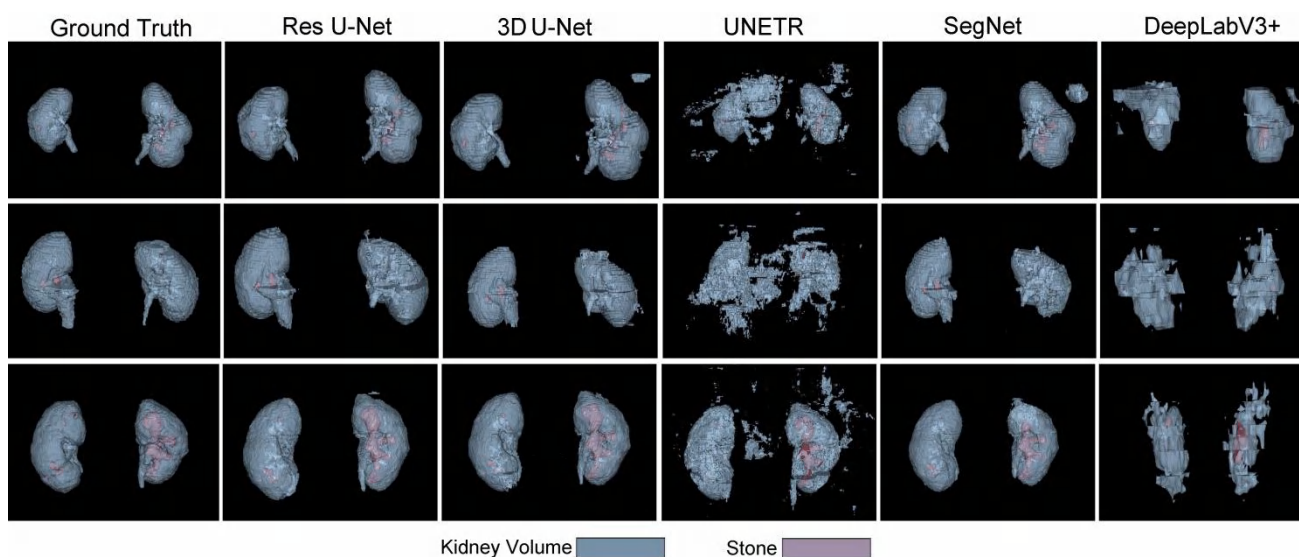 Ground Truth Res U-Net 3D U-Net UNETR SegNet DeepLabV3+
Kidney Volume Stone